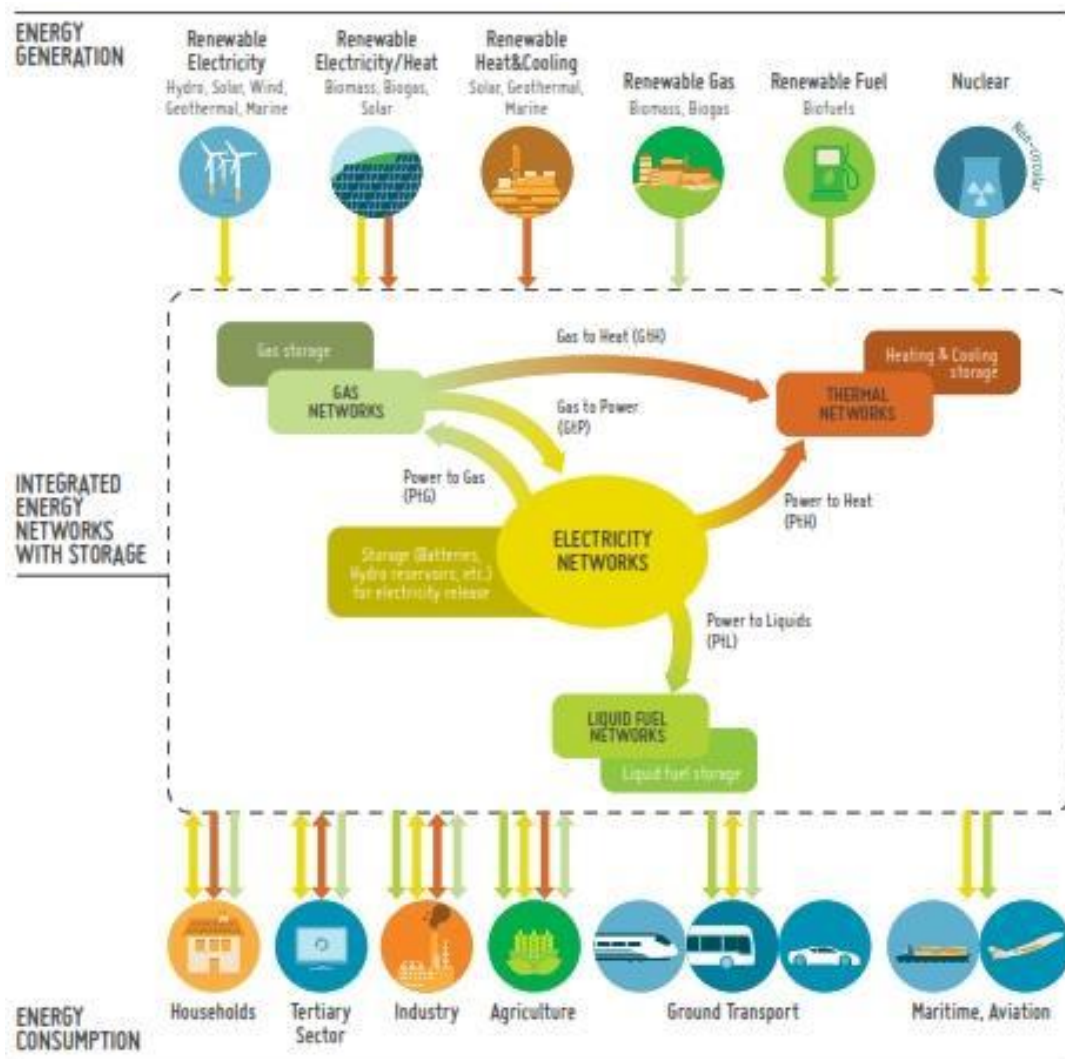 ENERGY
GENERATION
Renewable
Electricity
Hydro, Solar, Wind,
Geothermal, Marine
Renewable
Electricity/Heat
Biomass, Biogas,
Solar
Renewable
Heat&Cooling
Solar, Geothermal,
Marine
Renewable Gas
Biomass, Biogas
Renewable Fuel
Biofuels
Nuclear
Non-circular
INTEGRATED
ENERGY
NETWORKS
WITH STORAGE
Gas storage
GAS
NETWORKS
Gas to Heat (GtH)
Heating & Cooling
storage
THERMAL
NETWORKS
Gas to Power
(GtP)
Power to Gas
(PtG)
Power to Heat
(PtH)
ELECTRICITY
NETWORKS
Storage (Batteries,
Hydro reservoirs, etc.)
for electricity release
Power to Liquids
(PtL)
LIQUID FUEL
NETWORKS
Liquid fuel storage
ENERGY
CONSUMPTION
Households
Tertiary
Sector
Industry
Agriculture
Ground Transport
Maritime, Aviation